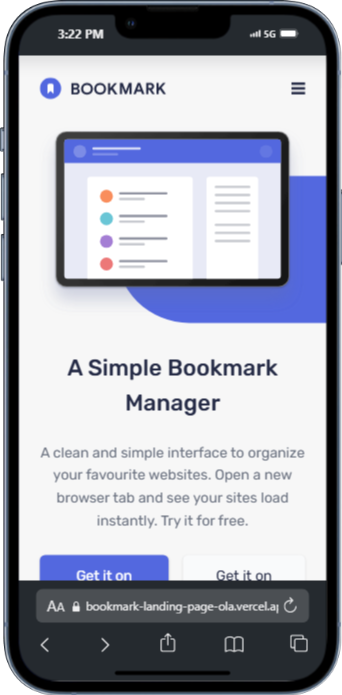 3:22 PM
5G
BOOKMARK
A Simple Bookmark
Manager
A clean and simple interface to organize
your favourite websites. Open a new
browser tab and see your sites load
instantly. Try it for free.
Get it on
Get it on
AA bookmark-landing-page-ola.vercel.ap